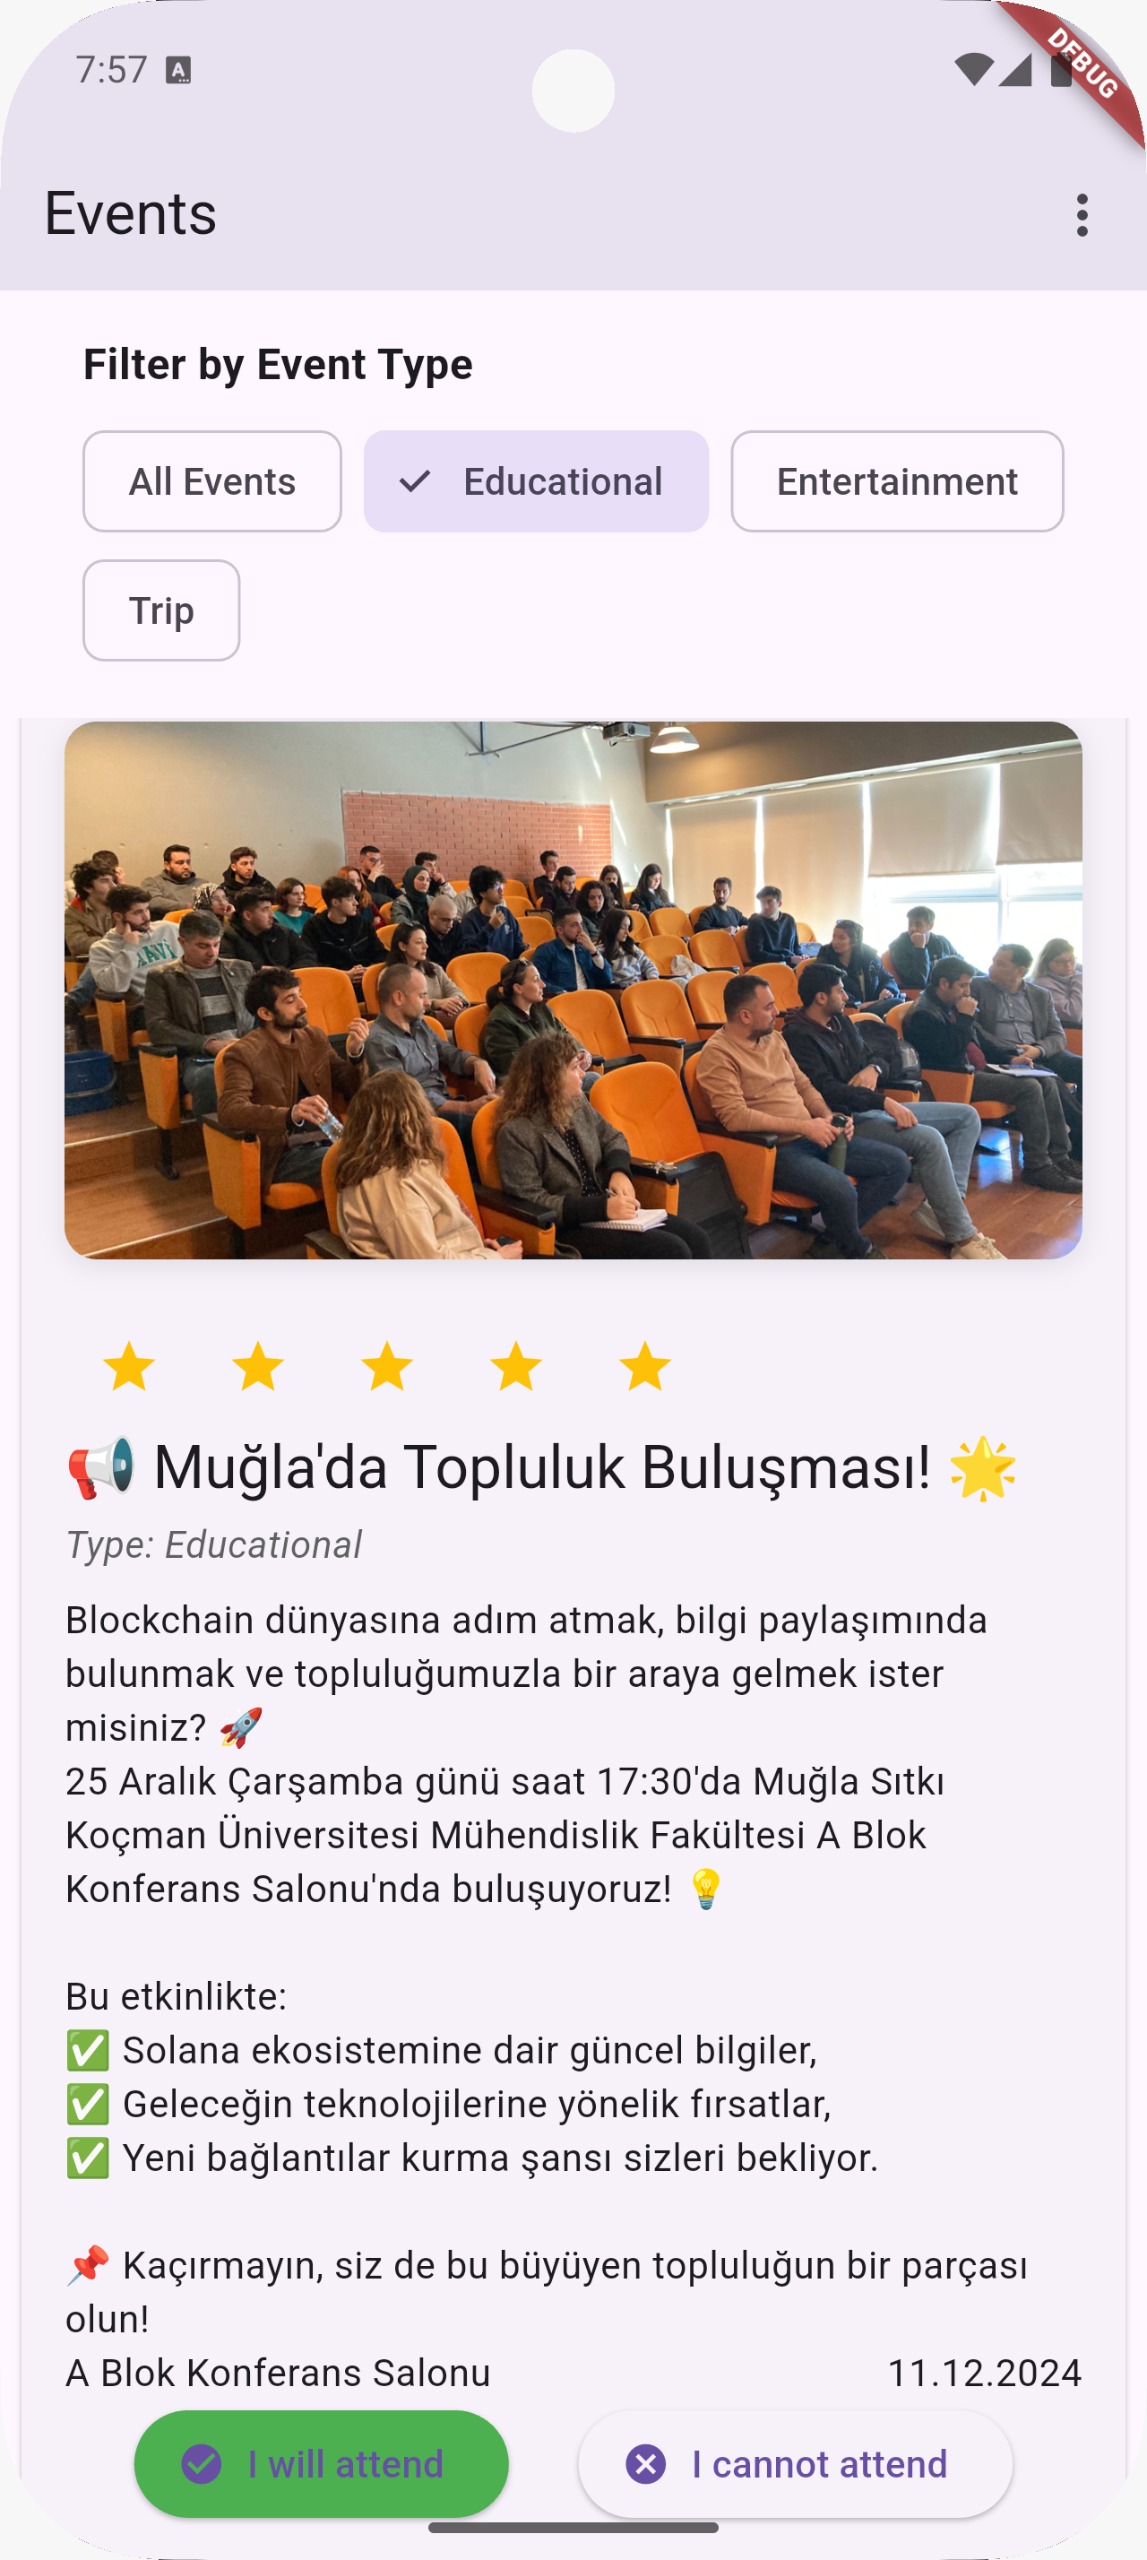 7:57
A
DEBUG
Events
Filter by Event Type
All Events
Educational
Entertainment
Trip
📢 Muğla'da Topluluk Buluşması! 🌟
Type: Educational
Blockchain dünyasına adım atmak, bilgi paylaşımında
bulunmak ve topluluğumuzla bir araya gelmek ister
misiniz? 🚀
25 Aralık Çarşamba günü saat 17:30'da Muğla Sıtkı
Koçman Üniversitesi Mühendislik Fakültesi A Blok
Konferans Salonu'nda buluşuyoruz! 💡
Bu etkinlikte:
✅ Solana ekosistemine dair güncel bilgiler,
✅ Geleceğin teknolojilerine yönelik fırsatlar,
✅ Yeni bağlantılar kurma şansı sizleri bekliyor.
📌 Kaçırmayın, siz de bu büyüyen topluluğun bir parçası
olun!
A Blok Konferans Salonu 11.12.2024
I will attend
I cannot attend